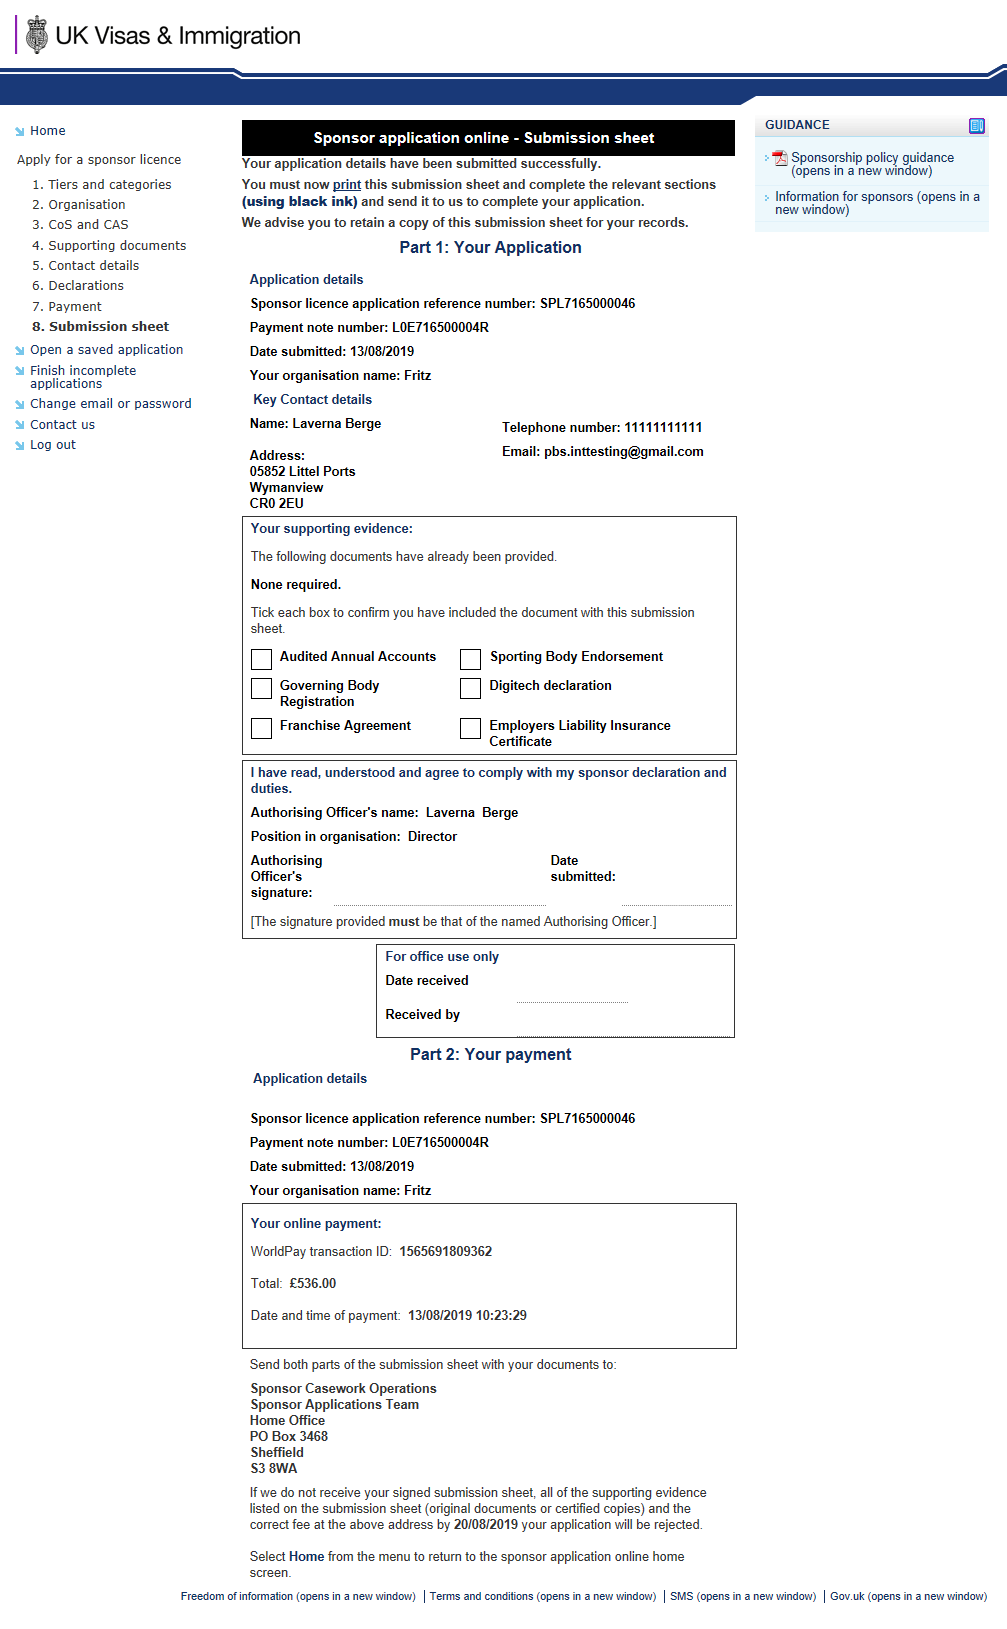 UK Visas & Immigration
Home
Apply for a sponsor licence
1. Tiers and categories
2. Organisation
3. CoS and CAS
4. Supporting documents
5. Contact details
6. Declarations
7. Payment
8. Submission sheet
Open a saved application
Finish incomplete
applications
Change email or password
Contact us
Log out
Sponsor application online - Submission sheet
Your application details have been submitted successfully.
You must now print this submission sheet and complete the relevant sections
(using black ink) and send it to us to complete your application.
We advise you to retain a copy of this submission sheet for your records.
Part 1: Your Application
Application details
Sponsor licence application reference number: SPL7165000046
Payment note number: L0E716500004R
Date submitted: 13/08/2019
Your organisation name: Fritz
Key Contact details
Name: Laverna Berge
Telephone number: 11111111111
Email: pbs.inttesting@gmail.com
Address:
05852 Littel Ports
Wymanview
CR0 2EU
Your supporting evidence:
The following documents have already been provided.
None required.
Tick each box to confirm you have included the document with this submission
sheet.
Audited Annual Accounts
Sporting Body Endorsement
Governing Body
Registration
Digitech declaration
Franchise Agreement
Employers Liability Insurance
Certificate
I have read, understood and agree to comply with my sponsor declaration and
duties.
Authorising Officer's name: Laverna Berge
Position in organisation: Director
Authorising
Officer's
signature:
Date
submitted:
[The signature provided must be that of the named Authorising Officer.]
For office use only
Date received
Received by
Part 2: Your payment
Application details
Sponsor licence application reference number: SPL7165000046
Payment note number: L0E716500004R
Date submitted: 13/08/2019
Your organisation name: Fritz
Your online payment:
WorldPay transaction ID: 1565691809362
Total: £536.00
Date and time of payment: 13/08/2019 10:23:29
Send both parts of the submission sheet with your documents to:
Sponsor Casework Operations
Sponsor Applications Team
Home Office
PO Box 3468
Sheffield
S3 8WA
If we do not receive your signed submission sheet, all of the supporting evidence
listed on the submission sheet (original documents or certified copies) and the
correct fee at the above address by 20/08/2019 your application will be rejected.
Select Home from the menu to return to the sponsor application online home
screen.
GUIDANCE
Sponsorship policy guidance
(opens in a new window)
Information for sponsors (opens in a
new window)
Freedom of information (opens in a new window) | Terms and conditions (opens in a new window) | SMS (opens in a new window) | Gov.uk (opens in a new window)